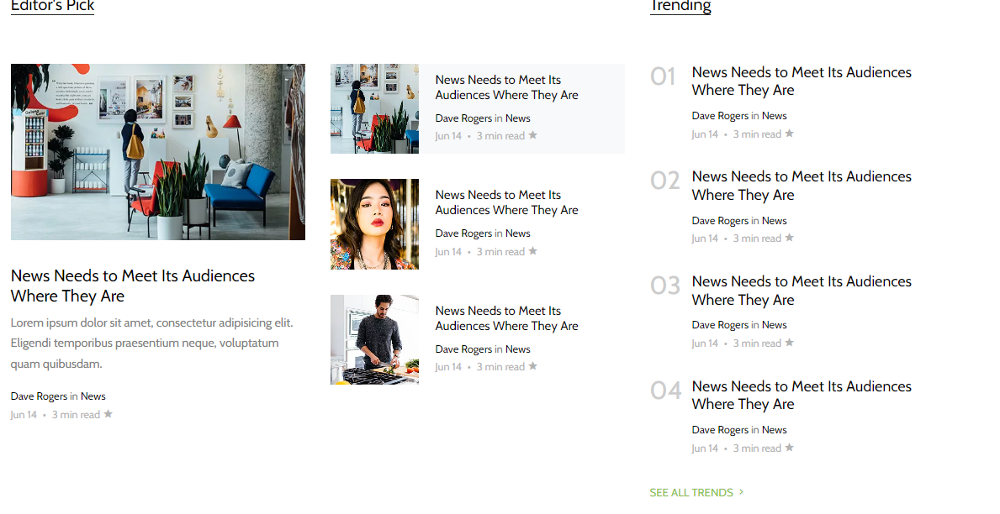 Editor's Pick
News Needs to Meet Its Audiences
Where They Are
Lorem ipsum dolor sit amet, consectetur adipisicing elit.
Eligendi temporibus praesentium neque, voluptatum
quam quibusdam.
Dave Rogers in News
Jun 14 • 3 min read ★
News Needs to Meet Its
Audiences Where They Are
Dave Rogers in News
Jun 14 • 3 min read ★
News Needs to Meet Its
Audiences Where They Are
Dave Rogers in News
Jun 14 • 3 min read ★
News Needs to Meet Its
Audiences Where They Are
Dave Rogers in News
Jun 14 • 3 min read ★
Trending
01
News Needs to Meet Its Audiences
Where They Are
Dave Rogers in News
Jun 14 • 3 min read ★
02
News Needs to Meet Its Audiences
Where They Are
Dave Rogers in News
Jun 14 • 3 min read ★
03
News Needs to Meet Its Audiences
Where They Are
Dave Rogers in News
Jun 14 • 3 min read ★
04
News Needs to Meet Its Audiences
Where They Are
Dave Rogers in News
Jun 14 • 3 min read ★
SEE ALL TRENDS >